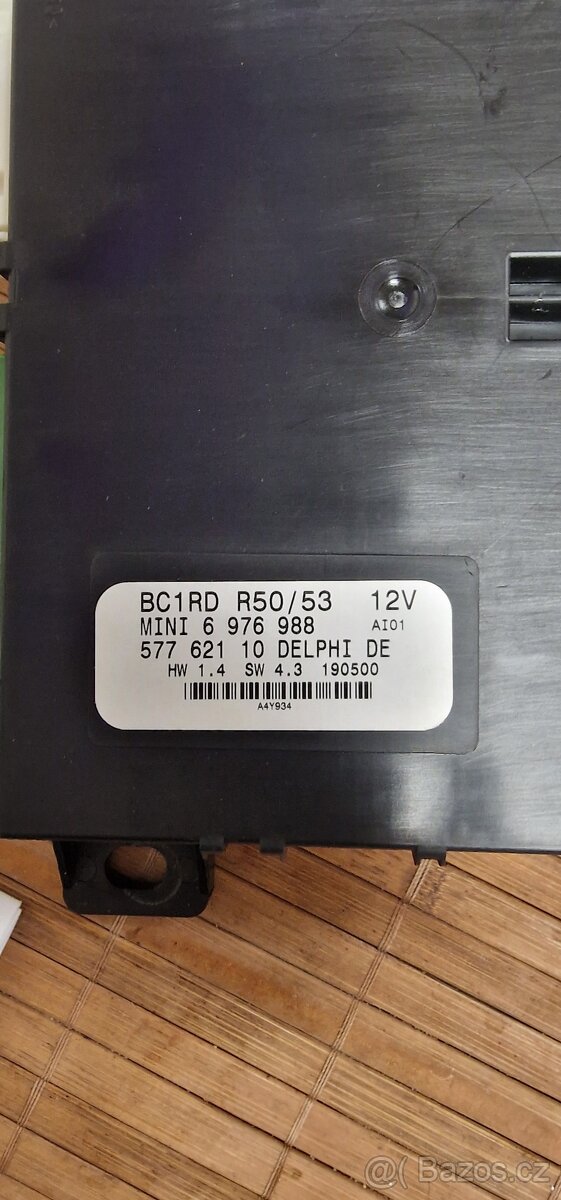 BC1RD R50/53 12V
MINI 6 976 988 AI01
577 621 10 DELPHI DE
HW 1.4 SW 4.3 190500
A4Y934
Bazos.cz